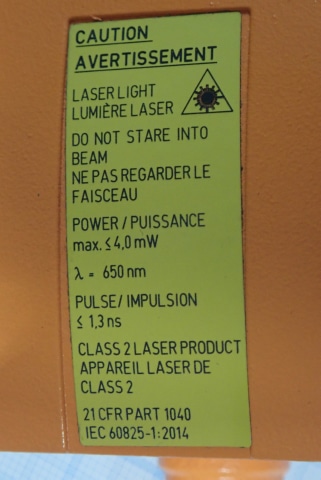 CAUTION
AVERTISSEMENT
LASER LIGHT
LUMIÈRE LASER
DO NOT STARE INTO
BEAM
NE PAS REGARDER LE
FAISCEAU
POWER / PUISSANCE
max. ≤ 4,0 mW
λ = 650 nm
PULSE/ IMPULSION
≤ 1,3 ns
CLASS 2 LASER PRODUCT
APPAREIL LASER DE
CLASS 2
21 CFR PART 1040
IEC 60825-1:2014